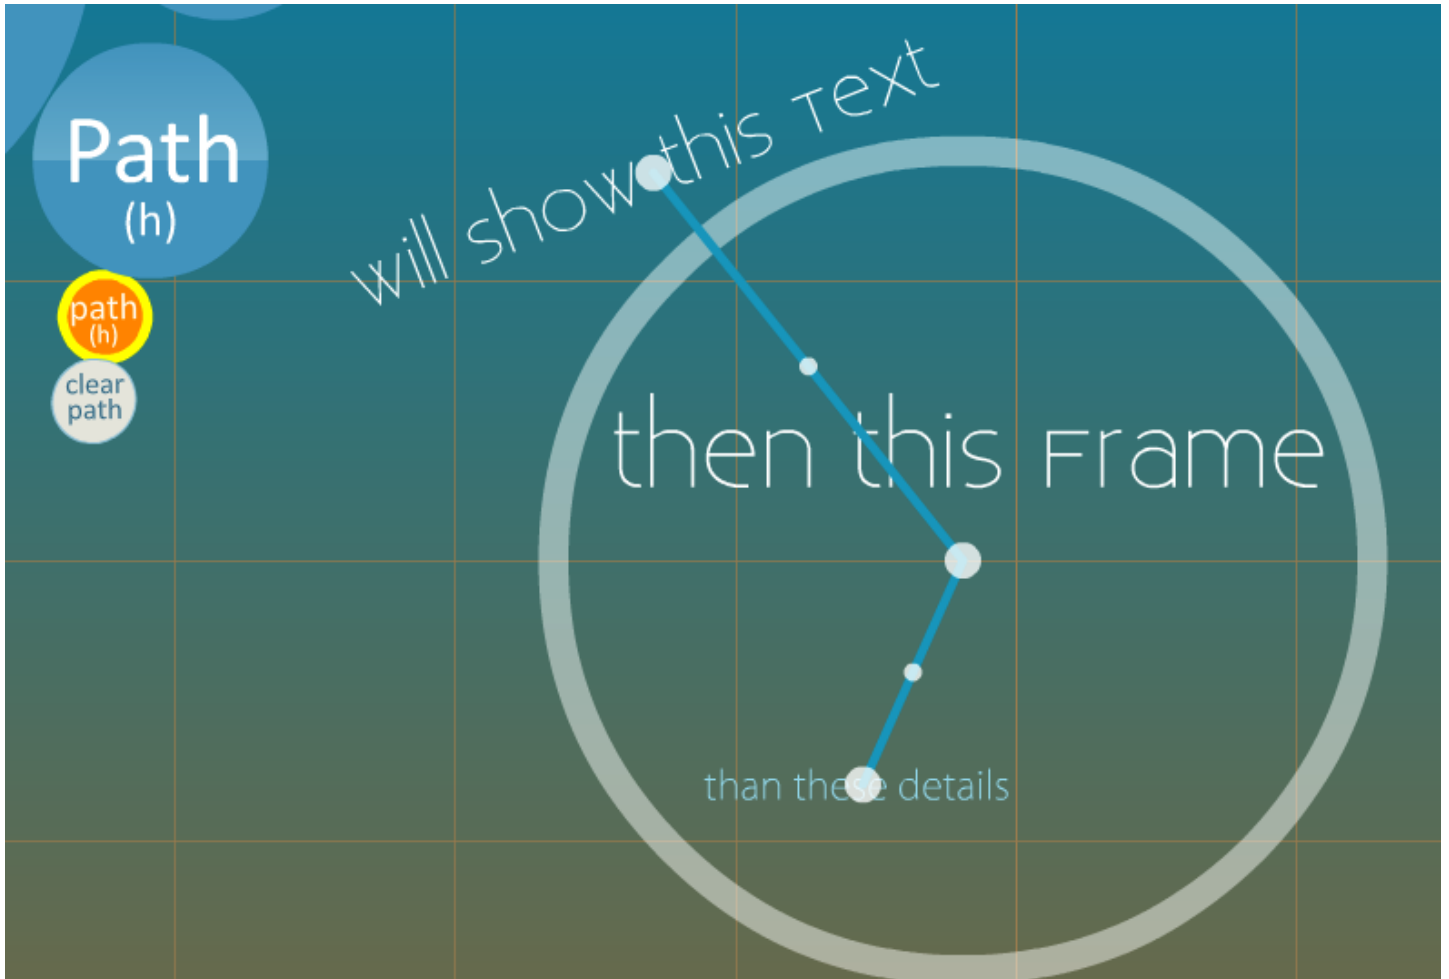 Path
(h)
path
(h)
clear
path
will show this Text
then this Frame
than these details